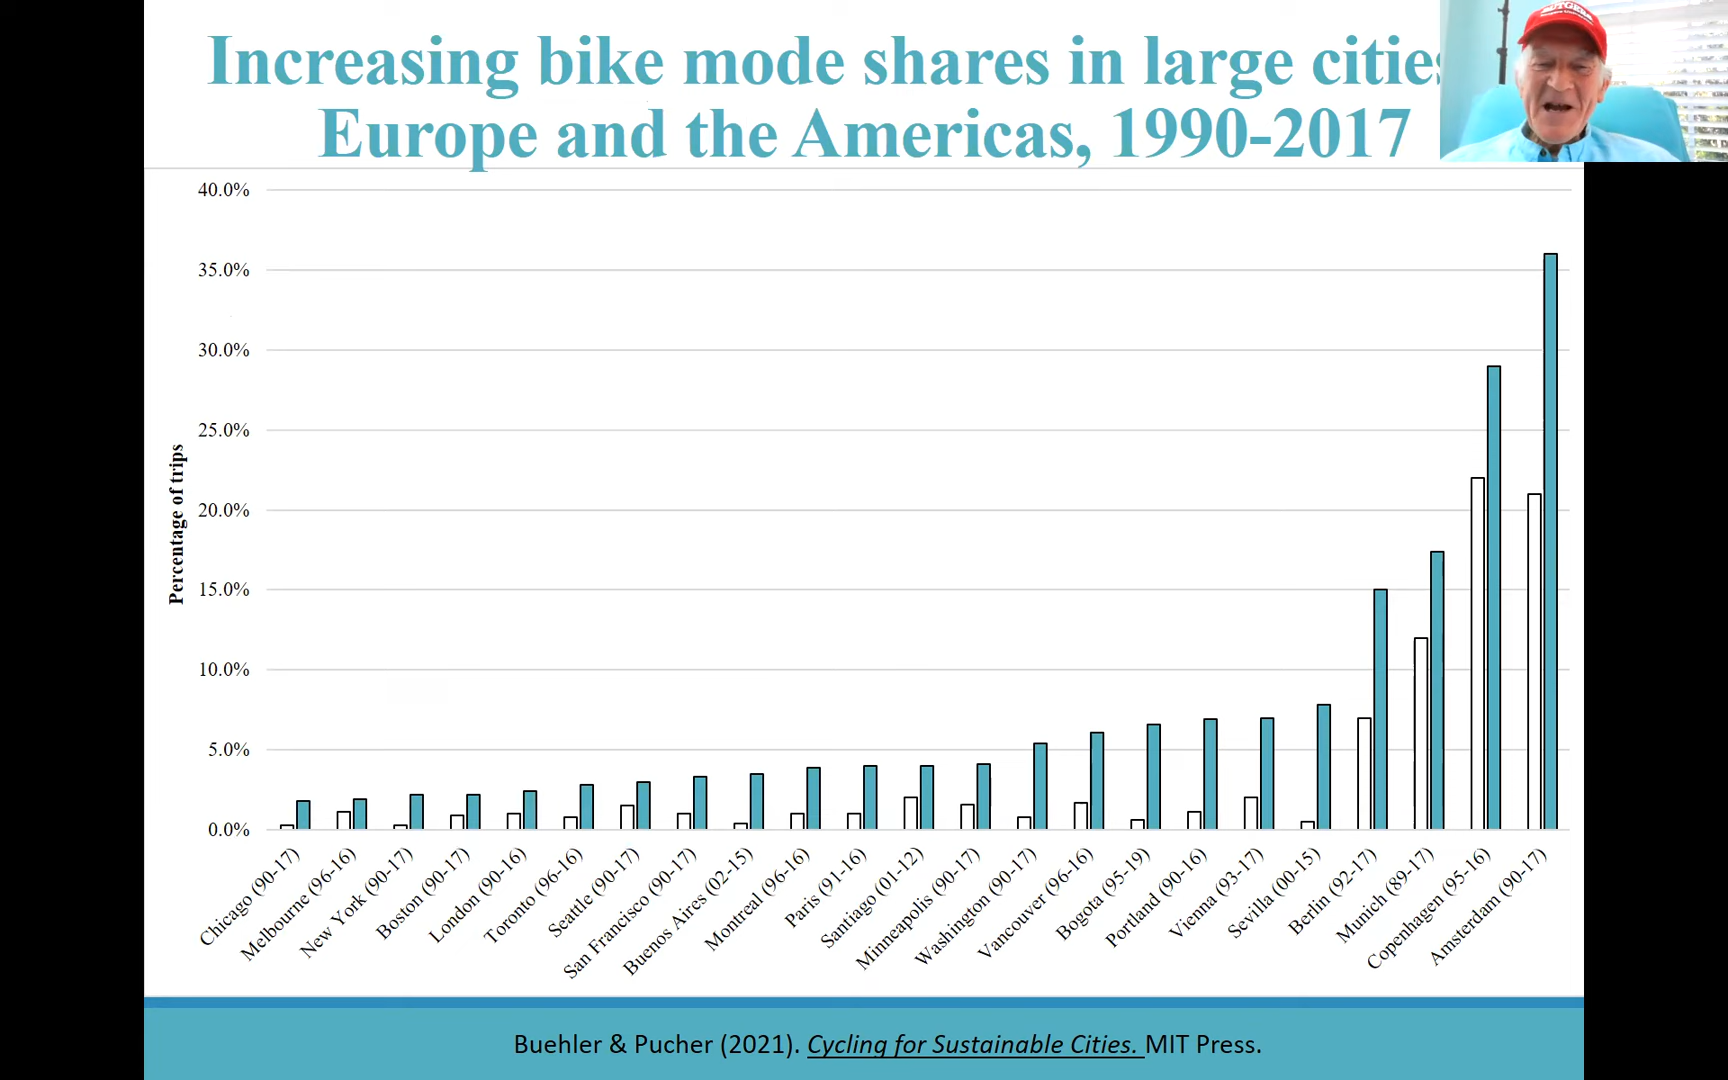 Increasing bike mode shares in large cities
Europe and the Americas, 1990-2017
RUTGERS
Percentage of trips
40.0%
35.0%
30.0%
25.0%
20.0%
15.0%
10.0%
5.0%
0.0%
Chicago (90-17)
Melbourne (96-16)
New York (90-17)
Boston (90-17)
London (90-16)
Toronto (96-16)
Seattle (90-17)
San Francisco (90-17)
Buenos Aires (02-15)
Montreal (96-16)
Paris (91-16)
Santiago (01-12)
Minneapolis (90-17)
Washington (90-17)
Vancouver (96-16)
Bogota (95-19)
Portland (90-16)
Vienna (93-17)
Sevilla (00-15)
Berlin (92-17)
Munich (89-17)
Copenhagen (95-16)
Amsterdam (90-17)
Buehler & Pucher (2021). Cycling for Sustainable Cities. MIT Press.